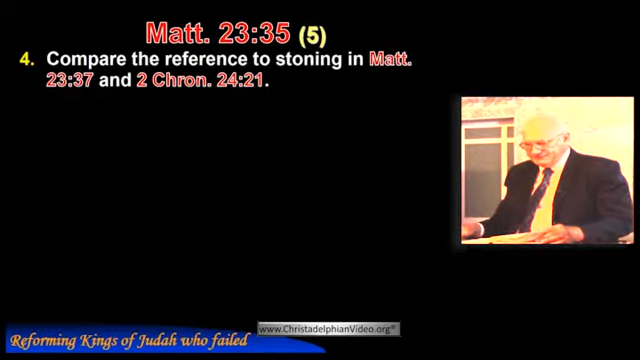 Matt. 23:35 (5)
4. Compare the reference to stoning in Matt.
23:37 and 2 Chron. 24:21.
www.ChristadelphianVideo.org®
Reforming Kings of Judah who failed